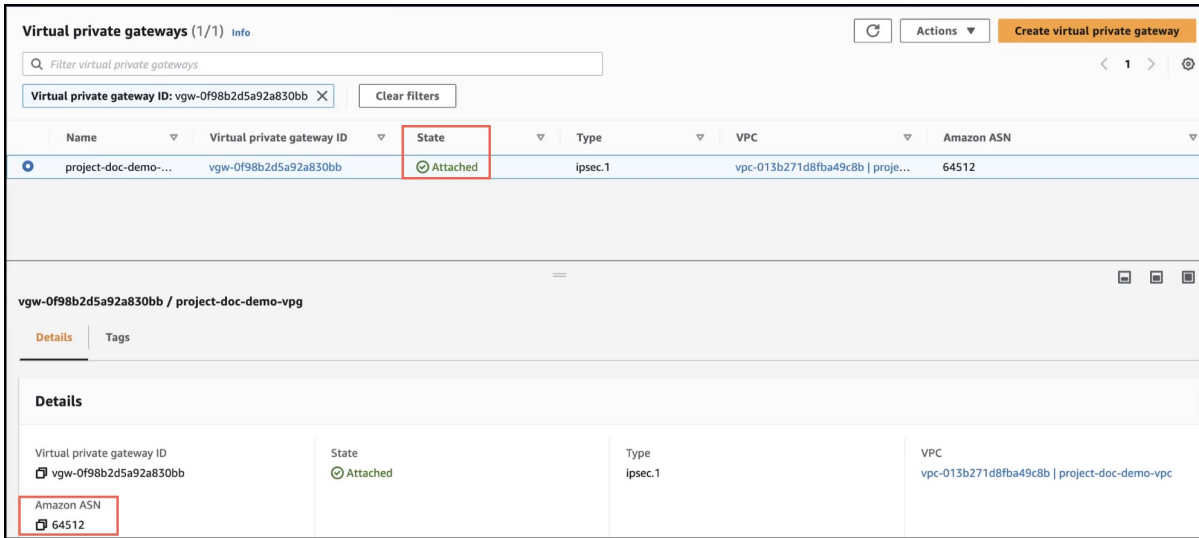 Virtual private gateways (1/1) Info
Actions ▼ Create virtual private gateway
Filter virtual private gateways
< 1 >
Virtual private gateway ID: vgw-0f98b2d5a92a830bb X Clear filters
Name Virtual private gateway ID State Type VPC Amazon ASN
project-doc-demo-... vgw-0f98b2d5a92a830bb Attached ipsec.1 vpc-013b271d8fba49c8b | proje... 64512
vgw-0f98b2d5a92a830bb / project-doc-demo-vpg
Details Tags
Details
Virtual private gateway ID State Type VPC
vgw-0f98b2d5a92a830bb Attached ipsec.1 vpc-013b271d8fba49c8b | project-doc-demo-vpc
Amazon ASN
64512